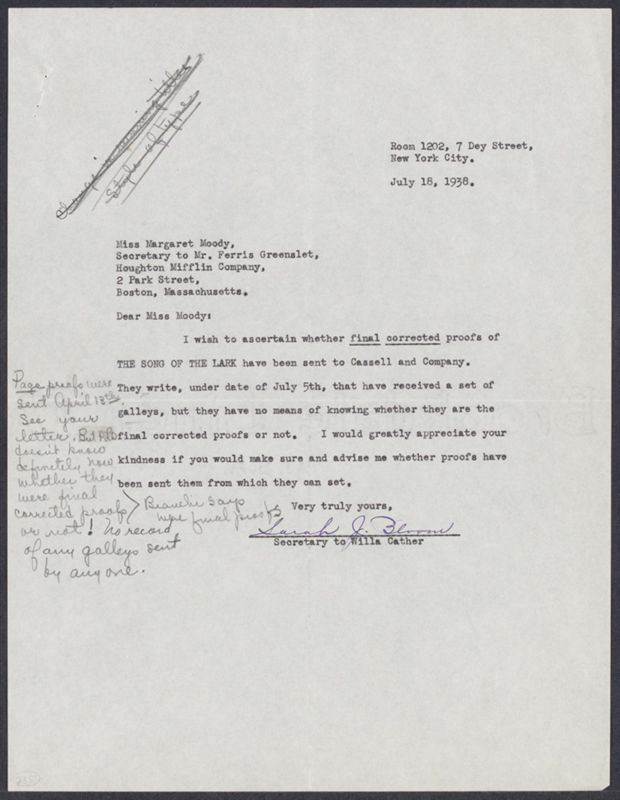 Style of type
Room 1202, 7 Dey Street,
New York City.
July 18, 1938.
Miss Margaret Moody,
Secretary to Mr. Ferris Greenslet,
Houghton Mifflin Company,
2 Park Street,
Boston, Massachusetts.
Dear Miss Moody:
I wish to ascertain whether final corrected proofs of
THE SONG OF THE LARK have been sent to Cassell and Company.
They write, under date of July 5th, that have received a set of
galleys, but they have no means of knowing whether they are the
final corrected proofs or not. I would greatly appreciate your
kindness if you would make sure and advise me whether proofs have
been sent them from which they can set.
Very truly yours,
Sarah J. Bloom
Secretary to Willa Cather
Page proofs were
sent April 13th.
See your
letter. But
doesn't know
definitely now
whether they
were final
corrected proofs
or not! No record
of any galleys sent
by anyone.
says
were final proofs
235